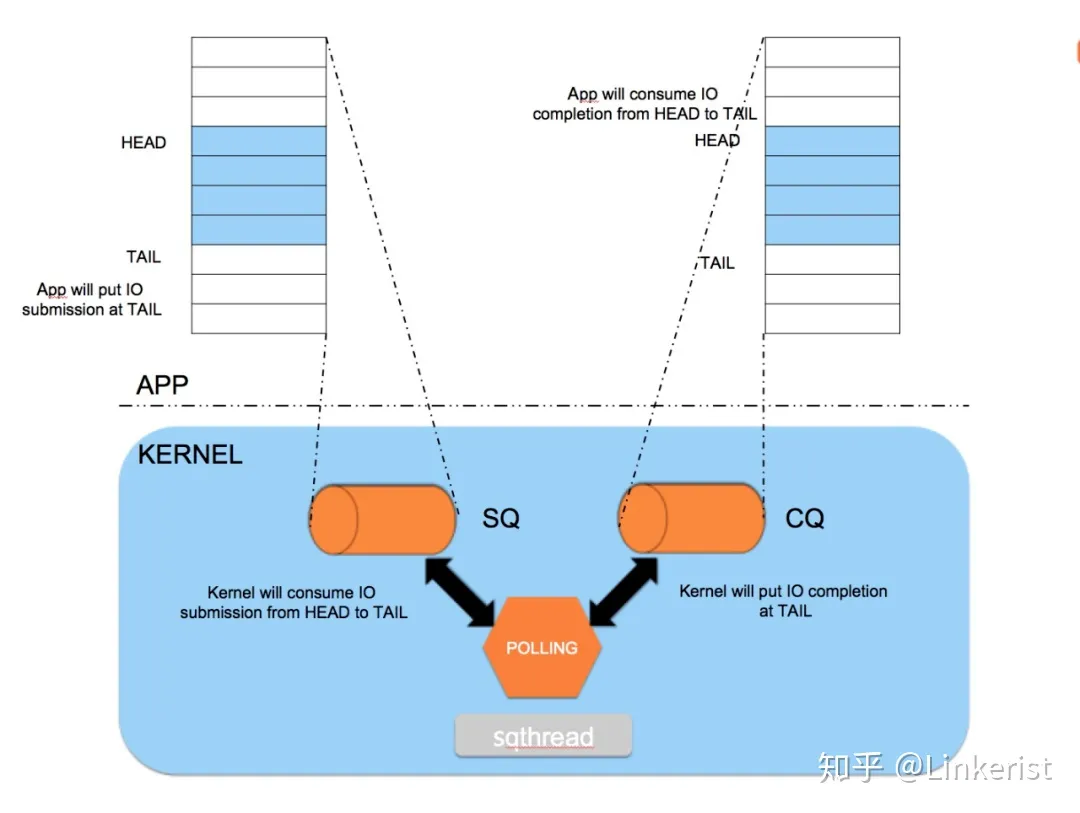 App will consume IO
completion from HEAD to TAIL
HEAD
HEAD
TAIL
TAIL
App will put IO
submission at TAIL
APP
KERNEL
SQ
CQ
Kernel will consume IO
submission from HEAD to TAIL
Kernel will put IO completion
at TAIL
POLLING
sqthread
知乎 @Linkerist